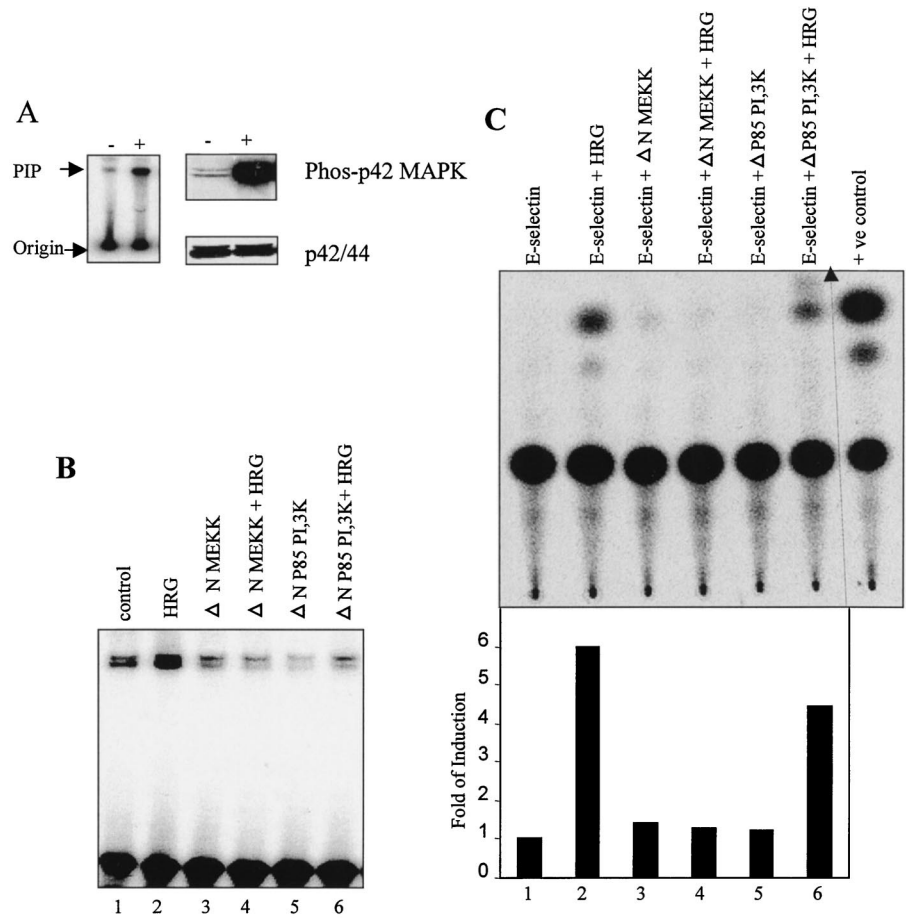 A
- +
PIP
Origin
- +
Phos-p42 MAPK
p42/44
B
control
HRG
Δ N MEKK
Δ N MEKK + HRG
Δ N P85 PI,3K
Δ N P85 PI,3K+ HRG
1 2 3 4 5 6
C
E-selectin
E-selectin + HRG
E-selectin + Δ N MEKK
E-selectin + Δ N MEKK + HRG
E-selectin + Δ P85 PI,3K
E-selectin + Δ P85 PI,3K + HRG
+ ve control
Fold of Induction
6
5
4
3
2
1
0
1 2 3 4 5 6